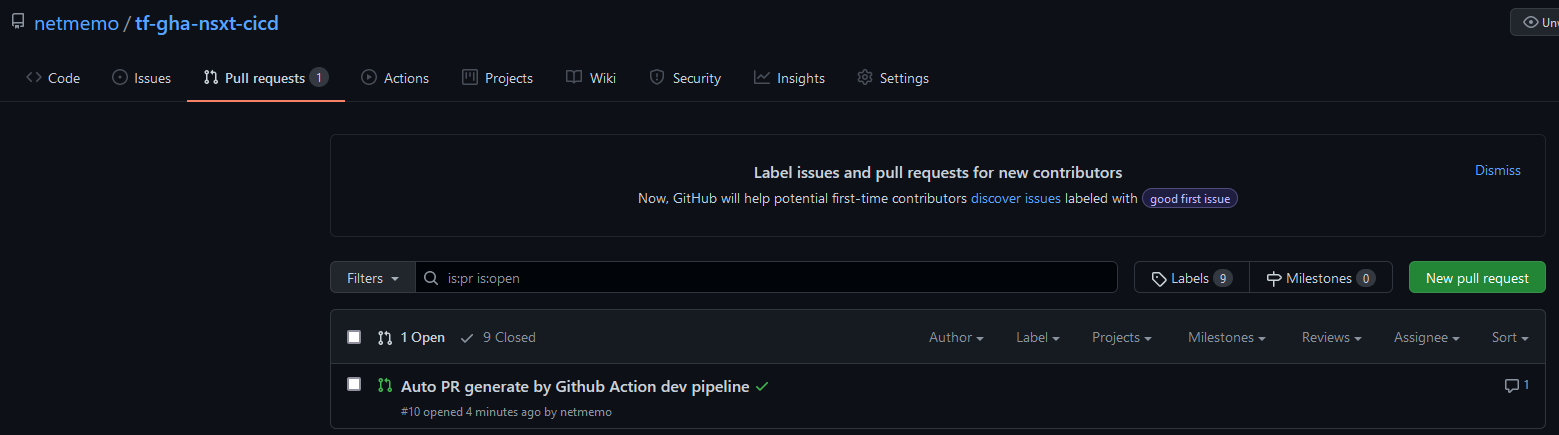 netmemo / tf-gha-nsxt-cicd
Code Issues Pull requests 1 Actions Projects Wiki Security Insights Settings
Label issues and pull requests for new contributors
Dismiss
Now, GitHub will help potential first-time contributors discover issues labeled with good first issue
Filters is:pr is:open Labels 9 Milestones 0 New pull request
1 Open 9 Closed Author Label Projects Milestones Reviews Assignee Sort
Auto PR generate by Github Action dev pipeline 1
#10 opened 4 minutes ago by netmemo